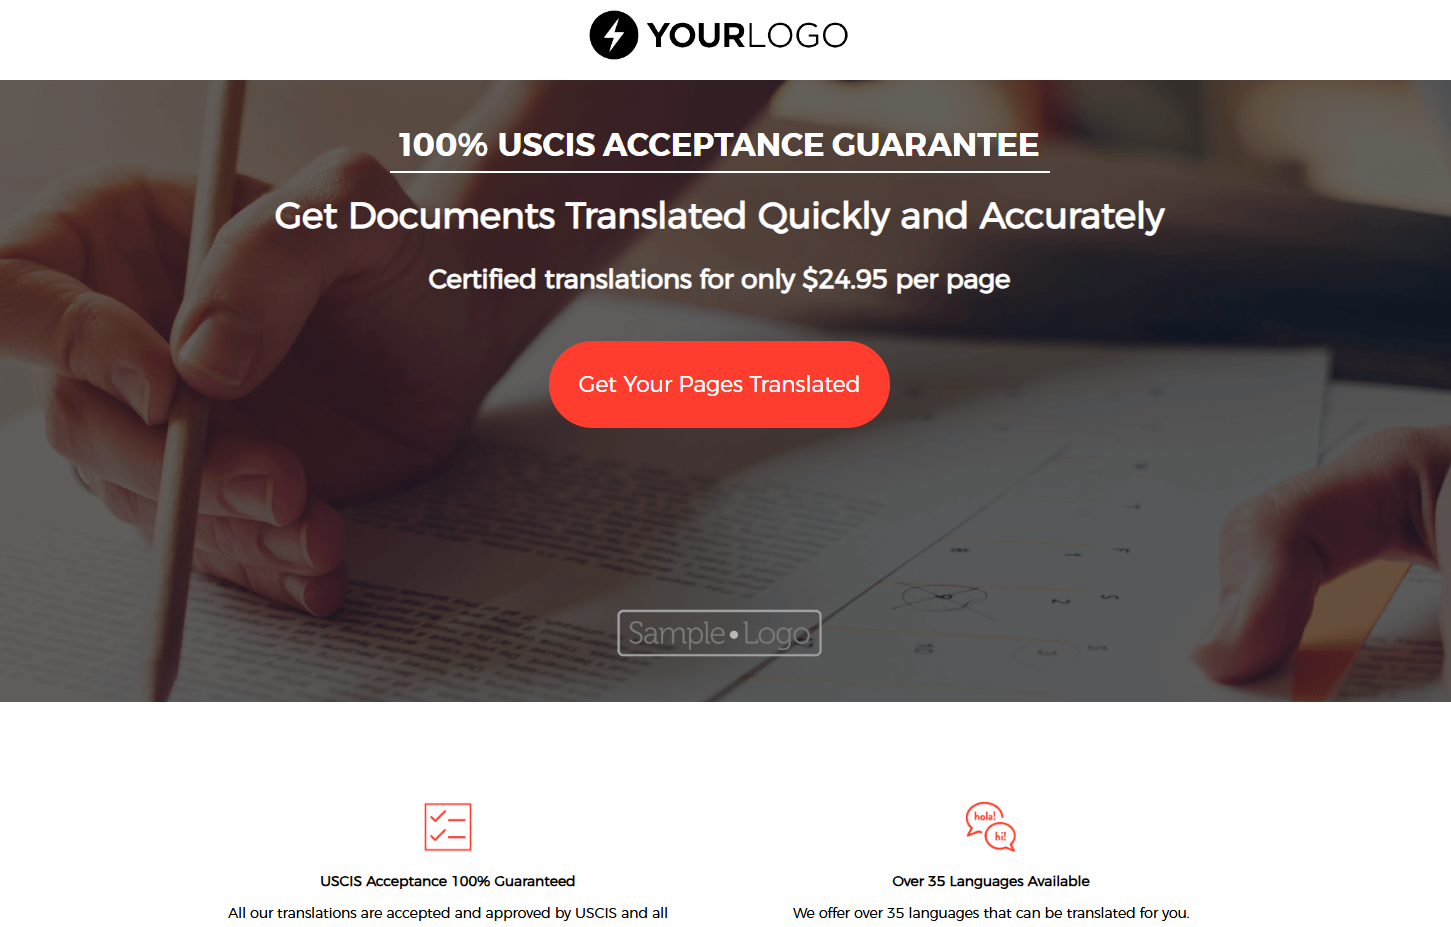 YOURLOGO
100% USCIS ACCEPTANCE GUARANTEE
Get Documents Translated Quickly and Accurately
Certified translations for only $24.95 per page
Get Your Pages Translated
Sample•Logo
hola!
hi!
USCIS Acceptance 100% Guaranteed
All our translations are accepted and approved by USCIS and all
Over 35 Languages Available
We offer over 35 languages that can be translated for you.